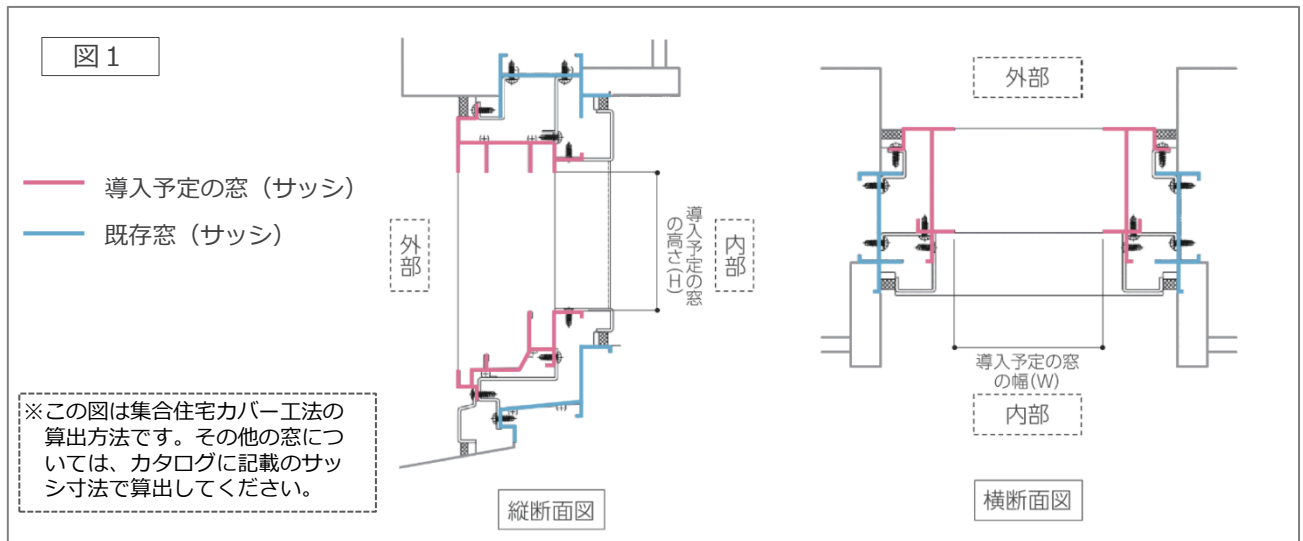 図１
導入予定の窓（サッシ）
既存窓（サッシ）
※この図は集合住宅カバー工法の
算出方法です。その他の窓につ
いては、カタログに記載のサッ
シ寸法で算出してください。
外部
導入予定の窓
の高さ(H)
内部
縦断面図
外部
導入予定の窓
の幅(W)
内部
横断面図